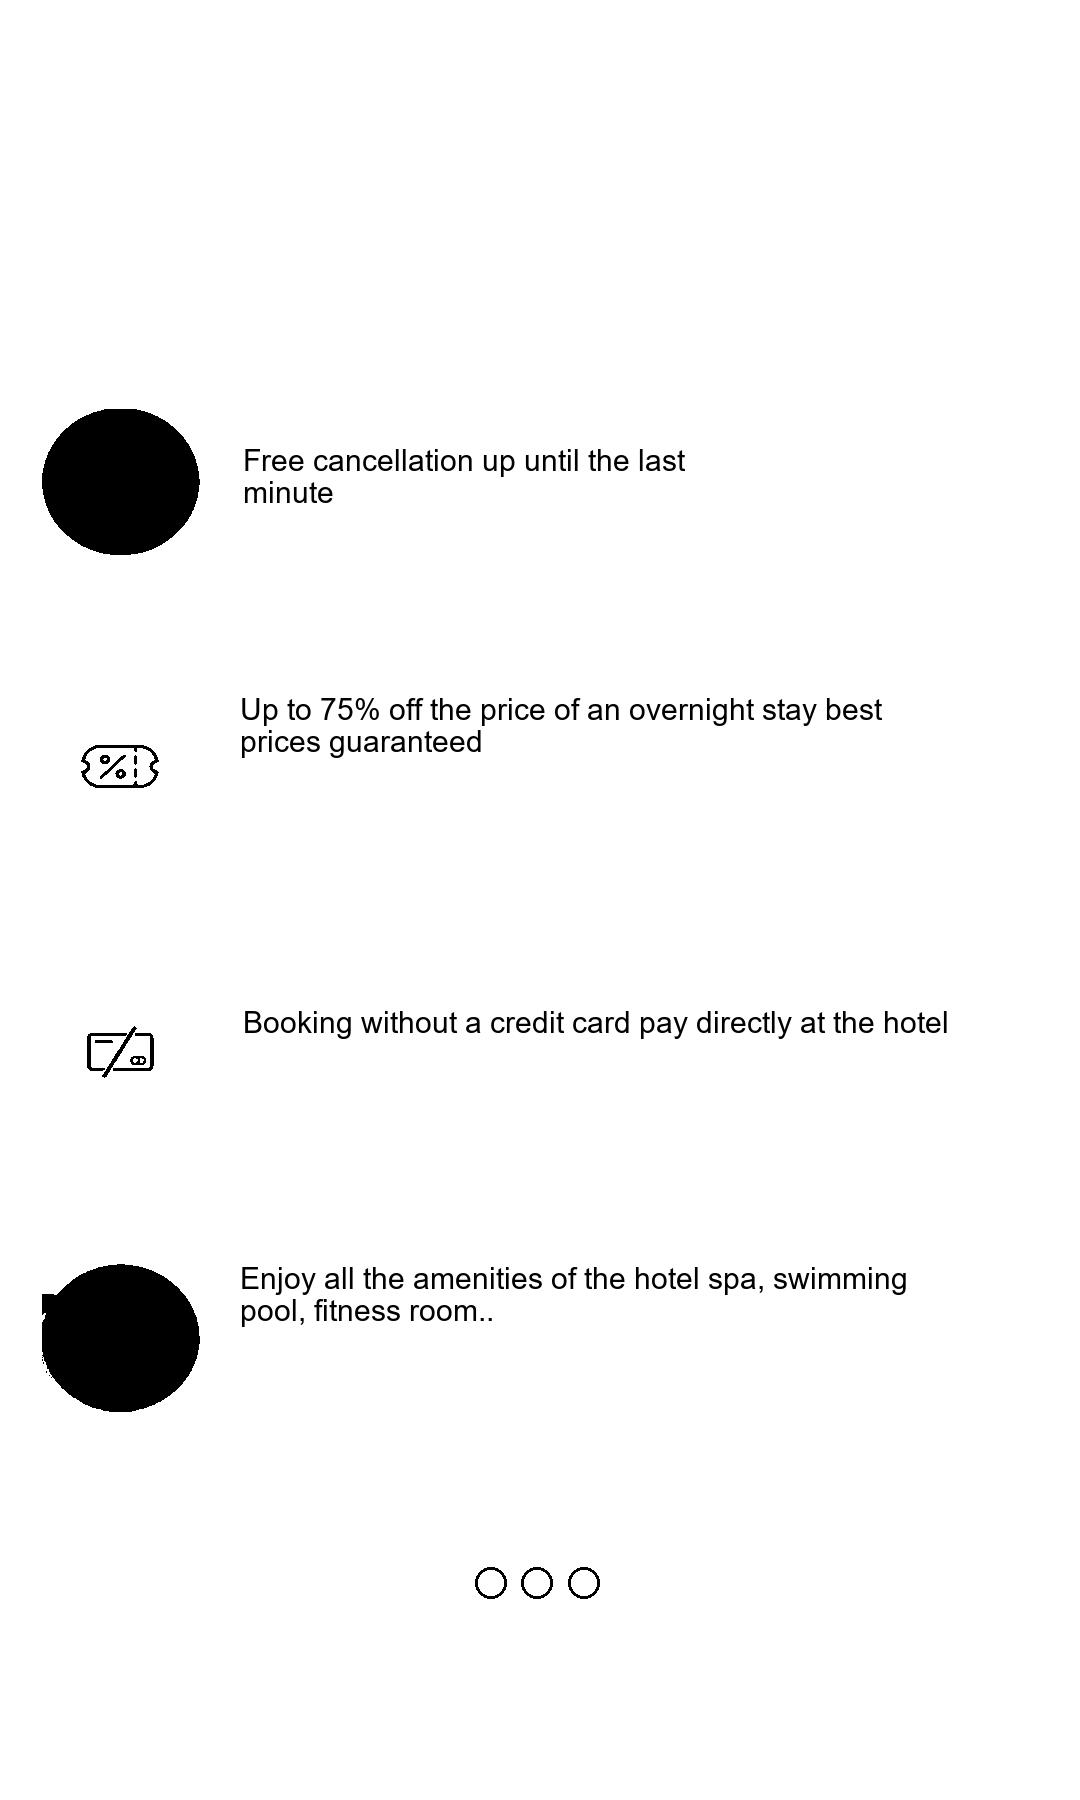 Free cancellation up until the last
minute
Up to 75% off the price of an overnight stay best
prices guaranteed
Booking without a credit card pay directly at the hotel
Enjoy all the amenities of the hotel spa, swimming
pool, fitness room..